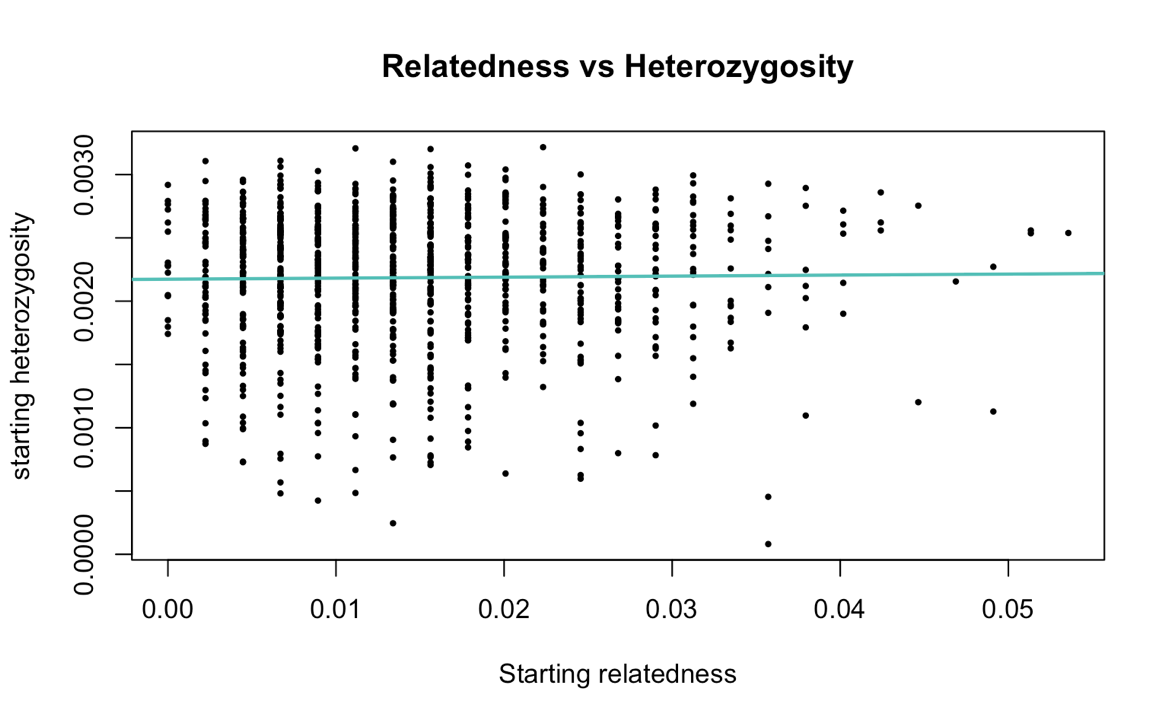 Relatedness vs Heterozygosity
starting heterozygosity
0.0030
0.0020
0.0010
0.0000
0.00 0.01 0.02 0.03 0.04 0.05
Starting relatedness